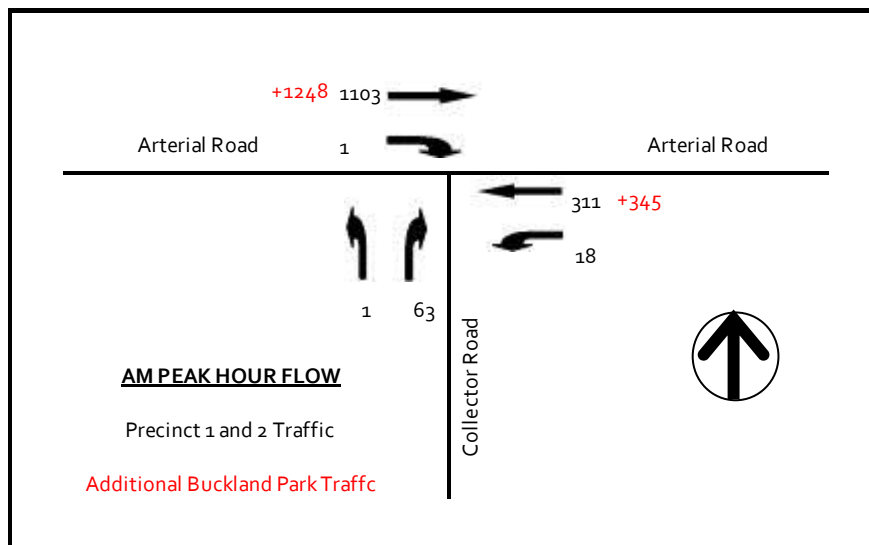 +1248 1103
Arterial Road 1 Arterial Road
311 +345
18
1 63
Collector Road
AM PEAK HOUR FLOW
Precinct 1 and 2 Traffic
Additional Buckland Park Traffc